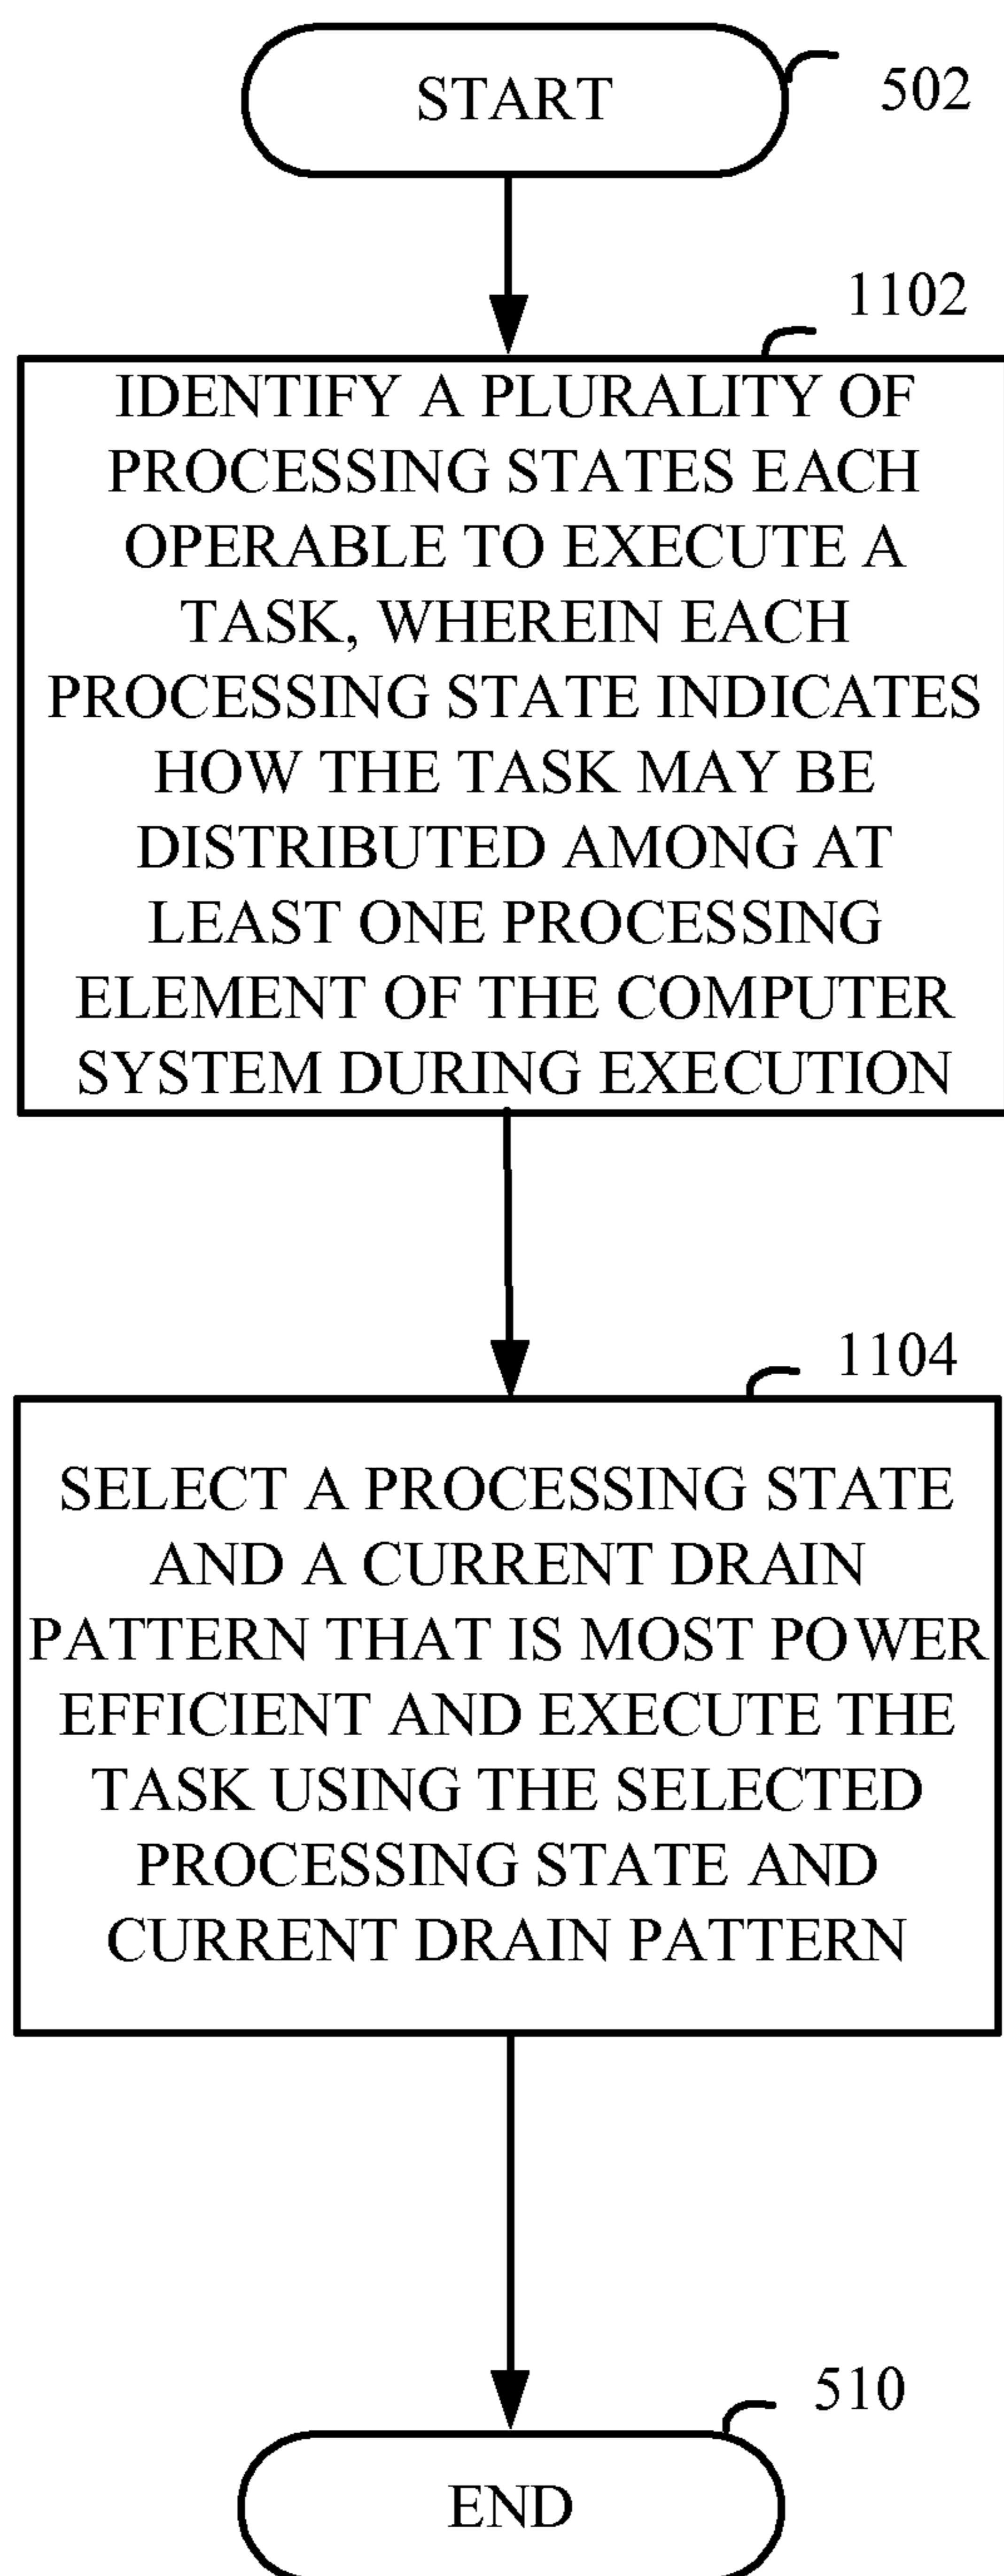 START
502
1102
IDENTIFY A PLURALITY OF
PROCESSING STATES EACH
OPERABLE TO EXECUTE A
TASK, WHEREIN EACH
PROCESSING STATE INDICATES
HOW THE TASK MAY BE
DISTRIBUTED AMONG AT
LEAST ONE PROCESSING
ELEMENT OF THE COMPUTER
SYSTEM DURING EXECUTION
1104
SELECT A PROCESSING STATE
AND A CURRENT DRAIN
PATTERN THAT IS MOST POWER
EFFICIENT AND EXECUTE THE
TASK USING THE SELECTED
PROCESSING STATE AND
CURRENT DRAIN PATTERN
510
END